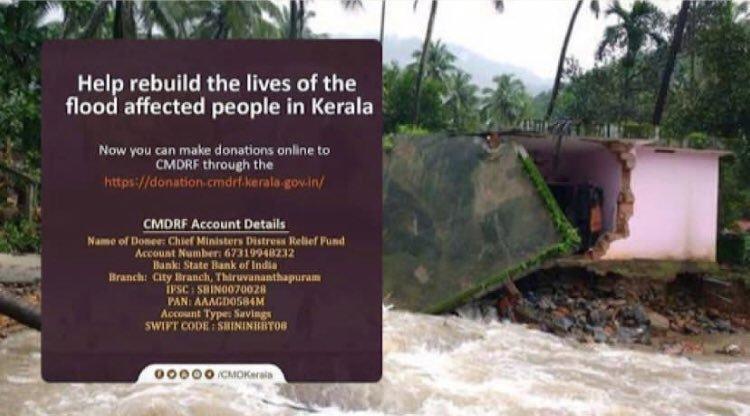 Help rebuild the lives of the
flood affected people in Kerala
Now you can make donations online to
CMDRF through the
https://donation.cmdrf.kerala.gov.in/
CMDRF Account Details
Name of Donee: Chief Ministers Distress Relief Fund
Account Number: 67319948232
Bank: State Bank of India
Branch: City Branch, Thiruvananthapuram
IFSC : SBIN0070028
PAN: AAAGD0584M
Account Type: Savings
SWIFT CODE : SBININBBT08
/CMOKerala